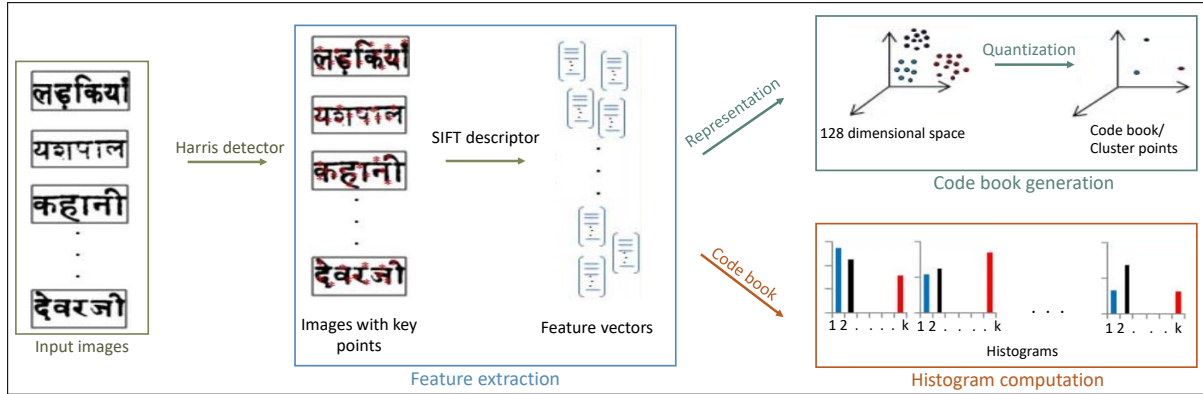 लड़कियाँ
यशपाल
कहानी
देवरजी
Input images
Harris detector
लड़कियाँ
यशपाल
कहानी
देवरजी
Images with key
points
SIFT descriptor
Feature vectors
Feature extraction
Representation
Code book
Quantization
128 dimensional space
Code book/
Cluster points
Code book generation
1 2 . . . . k
1 2 . . . . k
. . .
1 2 . . . . k
Histograms
Histogram computation